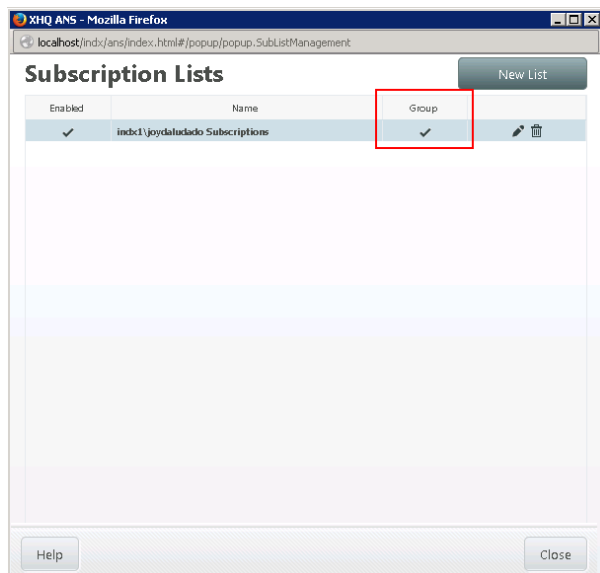 XHQ ANS - Mozilla Firefox
localhost/indx/ans/index.html#/popup/popup.SubListManagement
Subscription Lists
New List
Enabled Name Group
indx1\joydaludado Subscriptions
Help
Close